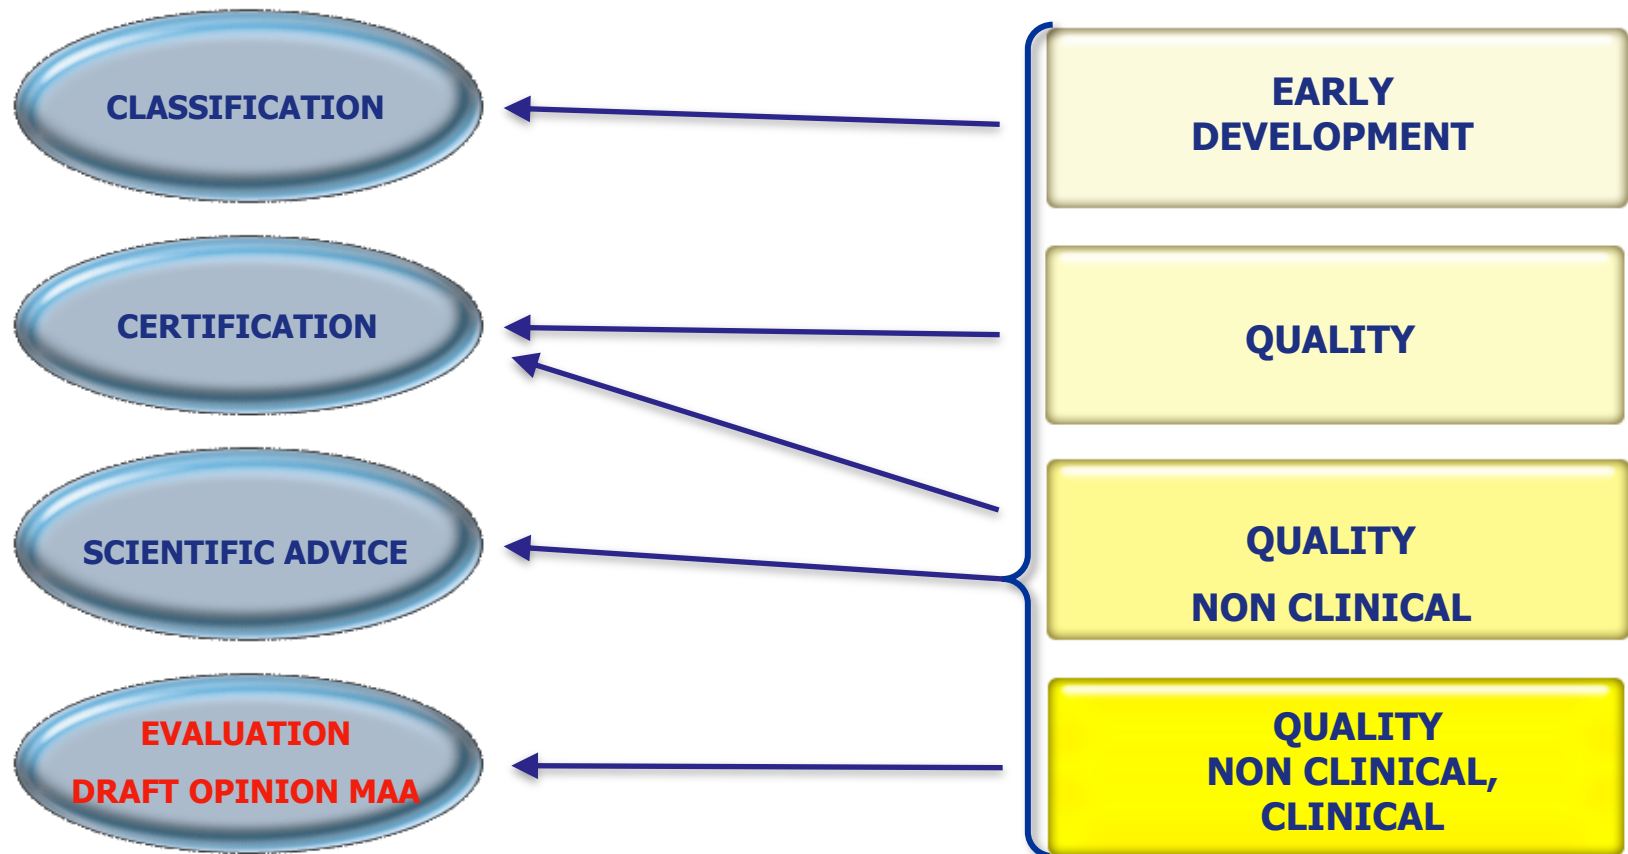 CLASSIFICATION
EARLY
DEVELOPMENT
CERTIFICATION
QUALITY
SCIENTIFIC ADVICE
QUALITY
NON CLINICAL
EVALUATION
DRAFT OPINION MAA
QUALITY
NON CLINICAL,
CLINICAL